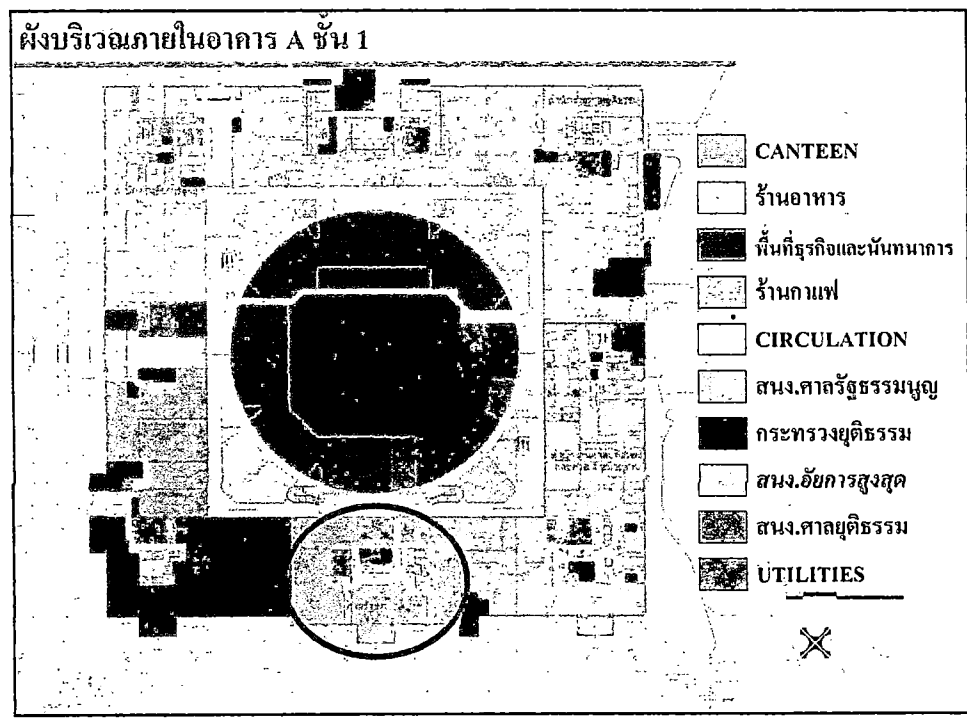 ผังบริเวณภายในอาคาร A ชั้น 1
CANTEEN
ร้านอาหาร
พื้นที่ธุรกิจและนันทนาการ
ร้านกาแฟ
CIRCULATION
สนง.ศาลรัฐธรรมนูญ
กระทรวงยุติธรรม
สนง.อัยการสูงสุด
สนง.ศาลยุติธรรม
UTILITIES